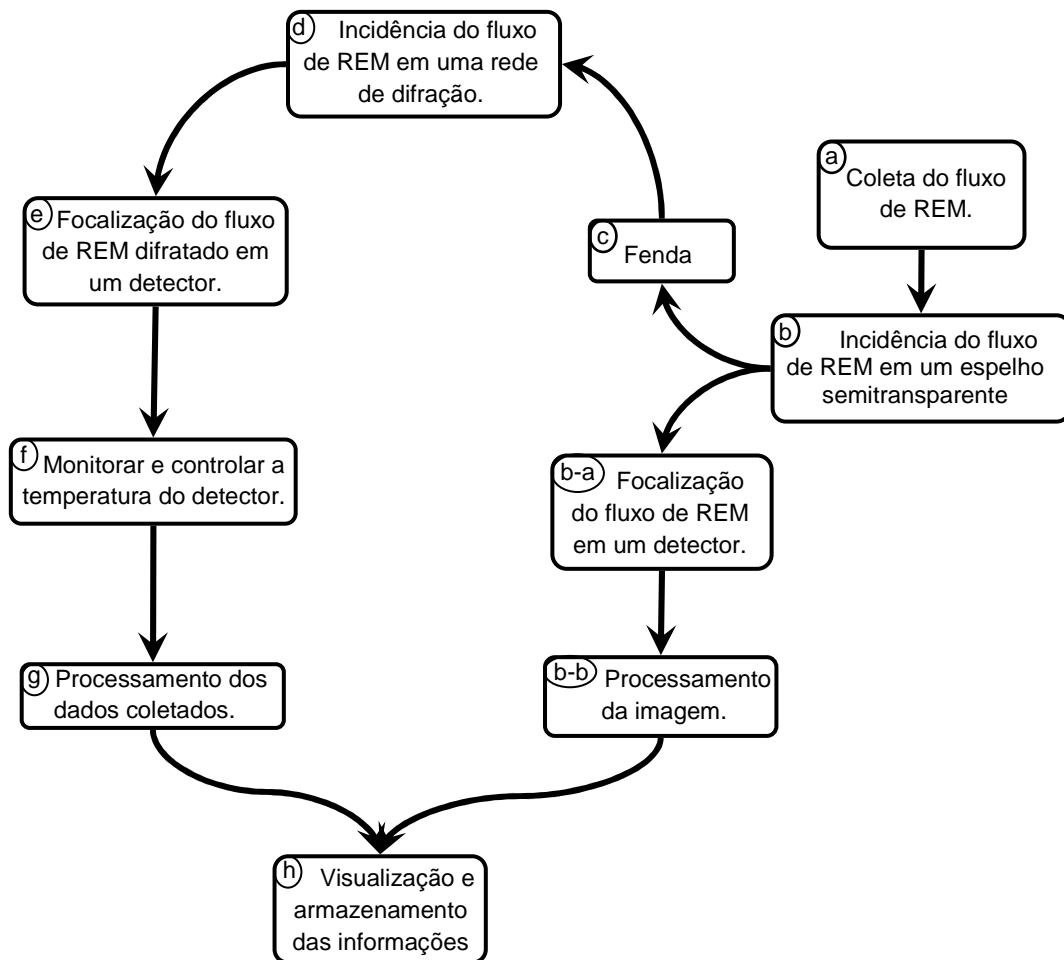 a
Coleta do fluxo
de REM.
b
Incidência do fluxo
de REM em um espelho
semitransparente
c
Fenda
d
Incidência do fluxo
de REM em uma rede
de difração.
e
Focalização do fluxo
de REM difratado em
um detector.
f
Monitorar e controlar a
temperatura do detector.
g
Processamento dos
dados coletados.
b-a
Focalização
do fluxo de REM
em um detector.
b-b
Processamento
da imagem.
h
Visualização e
armazenamento
das informações